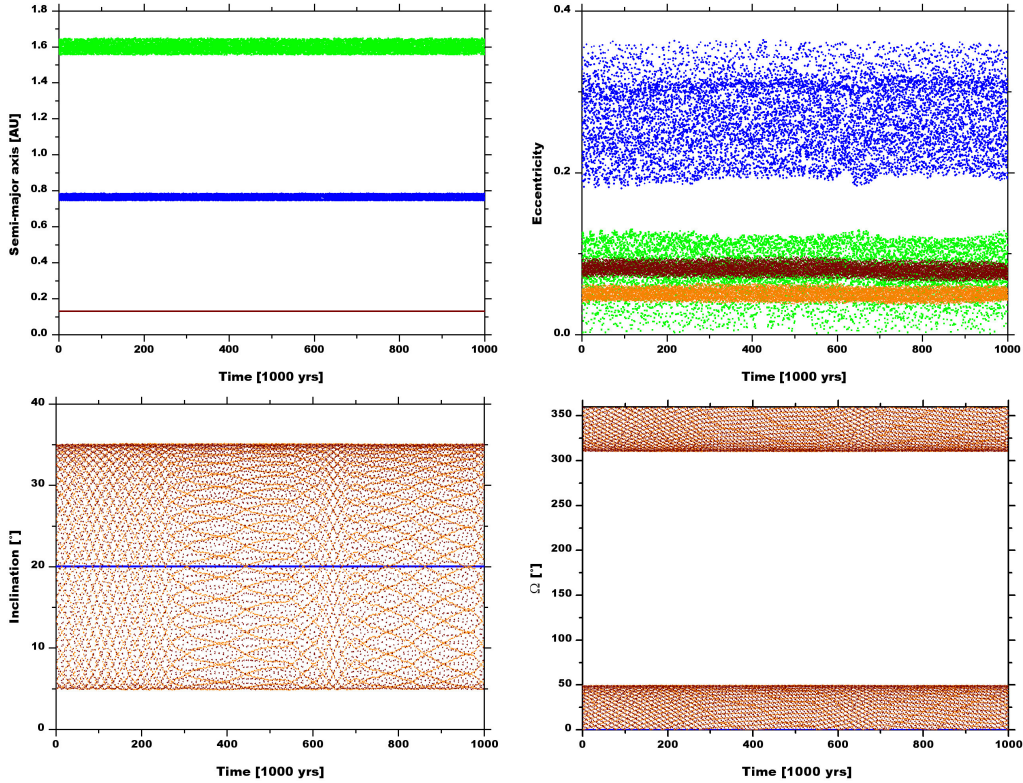 1.8
1.6
1.4
1.2
1.0
0.8
0.6
0.4
0.2
0.0
Semi-major axis [AU]
0 200 400 600 800 1000
Time [1000 yrs]
0.4
0.2
0.0
Eccentricity
0 200 400 600 800 1000
Time [1000 yrs]
40
30
20
10
0
Inclination [°]
0 200 400 600 800 1000
Time [1000 yrs]
350
300
250
200
150
100
50
0
Ω [°]
0 200 400 600 800 1000
Time [1000 yrs]